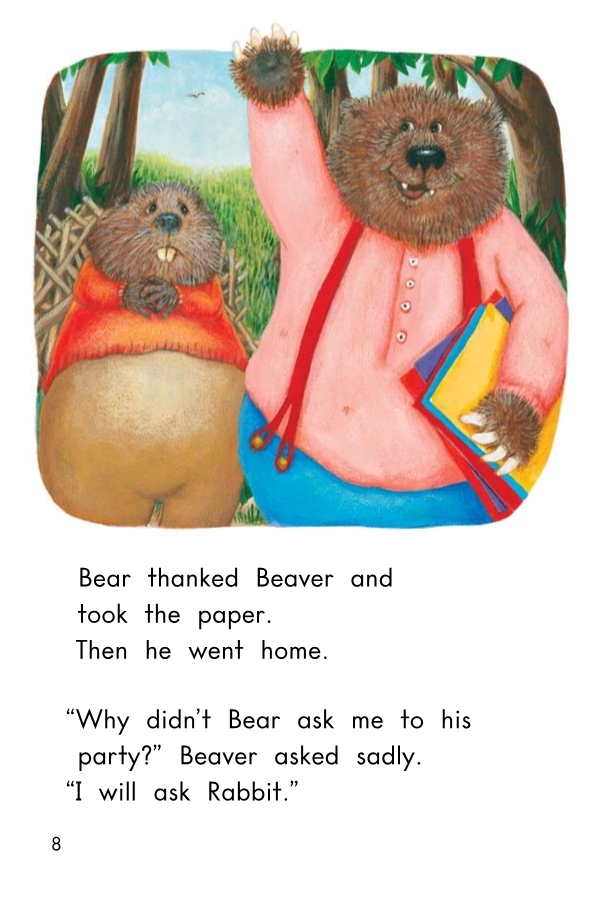 Bear thanked Beaver and
took the paper.
Then he went home.
“Why didn’t Bear ask me to his
party?” Beaver asked sadly.
“I will ask Rabbit.”
8